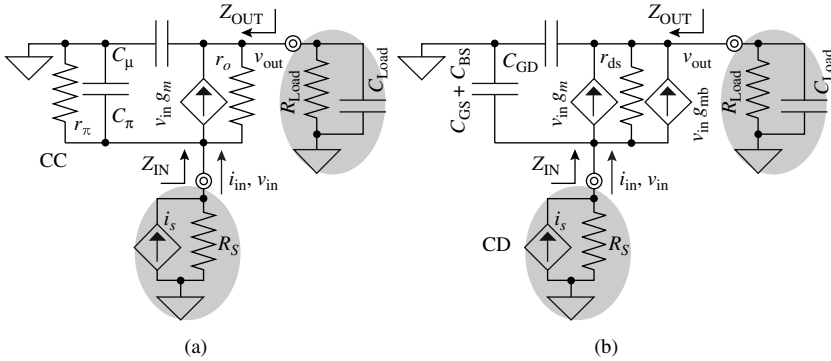 Z_OUT
C_μ
r_o
v_out
C_Load
R_Load
v_in g_m
C_π
r_π
CC
Z_IN
i_in, v_in
i_s
R_S
(a)
Z_OUT
C_GD
r_ds
v_out
C_Load
R_Load
C_GS + C_BS
v_in g_m
v_in g_mb
Z_IN
i_in, v_in
CD
i_s
R_S
(b)